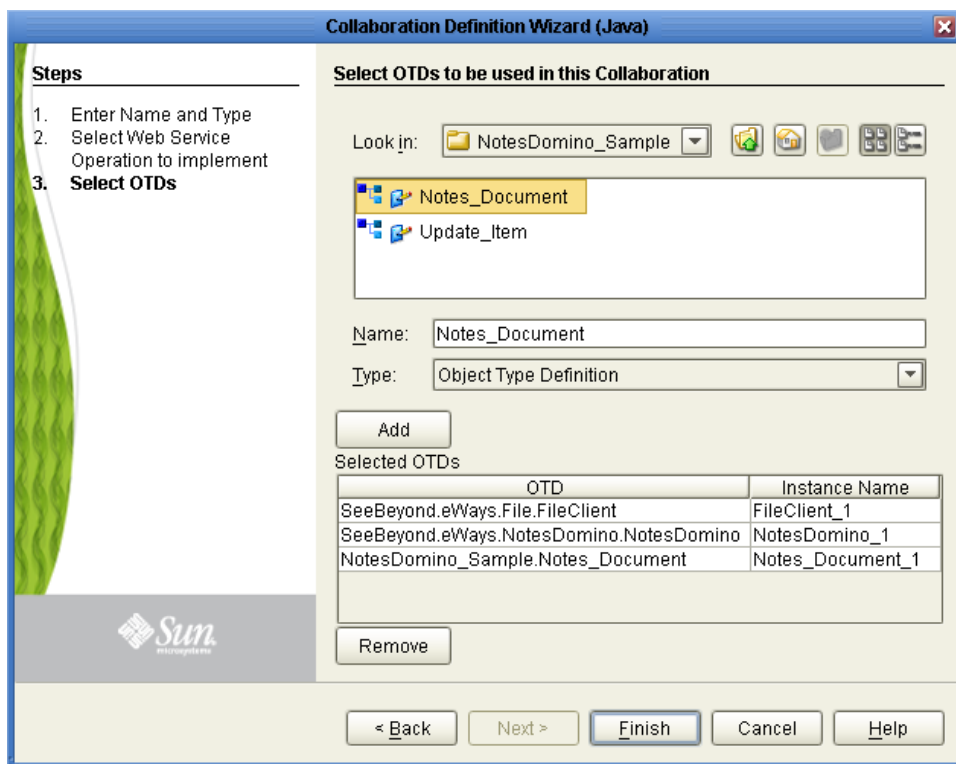 Collaboration Definition Wizard (Java)
Steps
1. Enter Name and Type
2. Select Web Service
Operation to implement
3. Select OTDs
Sun
microsystems
Select OTDs to be used in this Collaboration
Look in: NotesDomino_Sample
Notes_Document
Update_Item
Name: Notes_Document
Type: Object Type Definition
Add
Selected OTDs
OTD Instance Name
SeeBeyond.eWays.File.FileClient FileClient_1
SeeBeyond.eWays.NotesDomino.NotesDomino NotesDomino_1
NotesDomino_Sample.Notes_Document Notes_Document_1
Remove
< Back Next > Finish Cancel Help